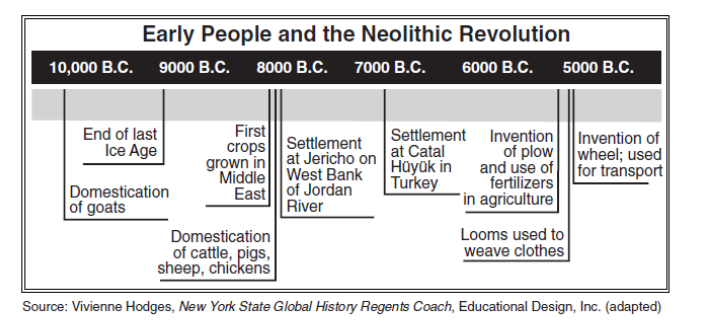 Early People and the Neolithic Revolution
10,000 B.C. 9000 B.C. 8000 B.C. 7000 B.C. 6000 B.C. 5000 B.C.
End of last
Ice Age
Domestication
of goats
First
crops
grown in
Middle
East
Domestication
of cattle, pigs,
sheep, chickens
Settlement
at Jericho on
West Bank
of Jordan
River
Settlement
at Catal
Hüyük in
Turkey
Invention
of plow
and use of
fertilizers
in agriculture
Looms used to
weave clothes
Invention of
wheel; used
for transport
Source: Vivienne Hodges, New York State Global History Regents Coach, Educational Design, Inc. (adapted)